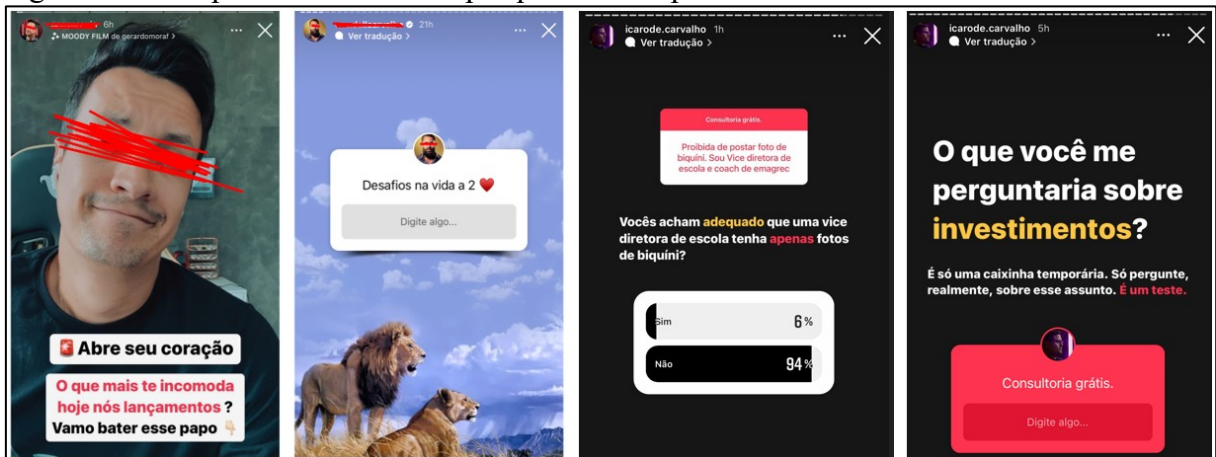 6h
MOODY FILM de gerardomoraf >
Abre seu coração
O que mais te incomoda
hoje nós lançamentos ?
Vamo bater esse papo
21h
Ver tradução >
Desafios na vida a 2
Digite algo...
icarode.carvalho 1h
Ver tradução >
Consultoria grátis.
Proibida de postar foto de
biquíni. Sou Vice diretora de
escola e coach de emagrec
Vocês acham adequado que uma vice
diretora de escola tenha apenas fotos
de biquíni?
Sim 6%
Não 94%
icarode.carvalho 5h
Ver tradução >
O que você me
perguntaria sobre
investimentos?
É só uma caixinha temporária. Só pergunte,
realmente, sobre esse assunto. É um teste.
Consultoria grátis.
Digite algo...